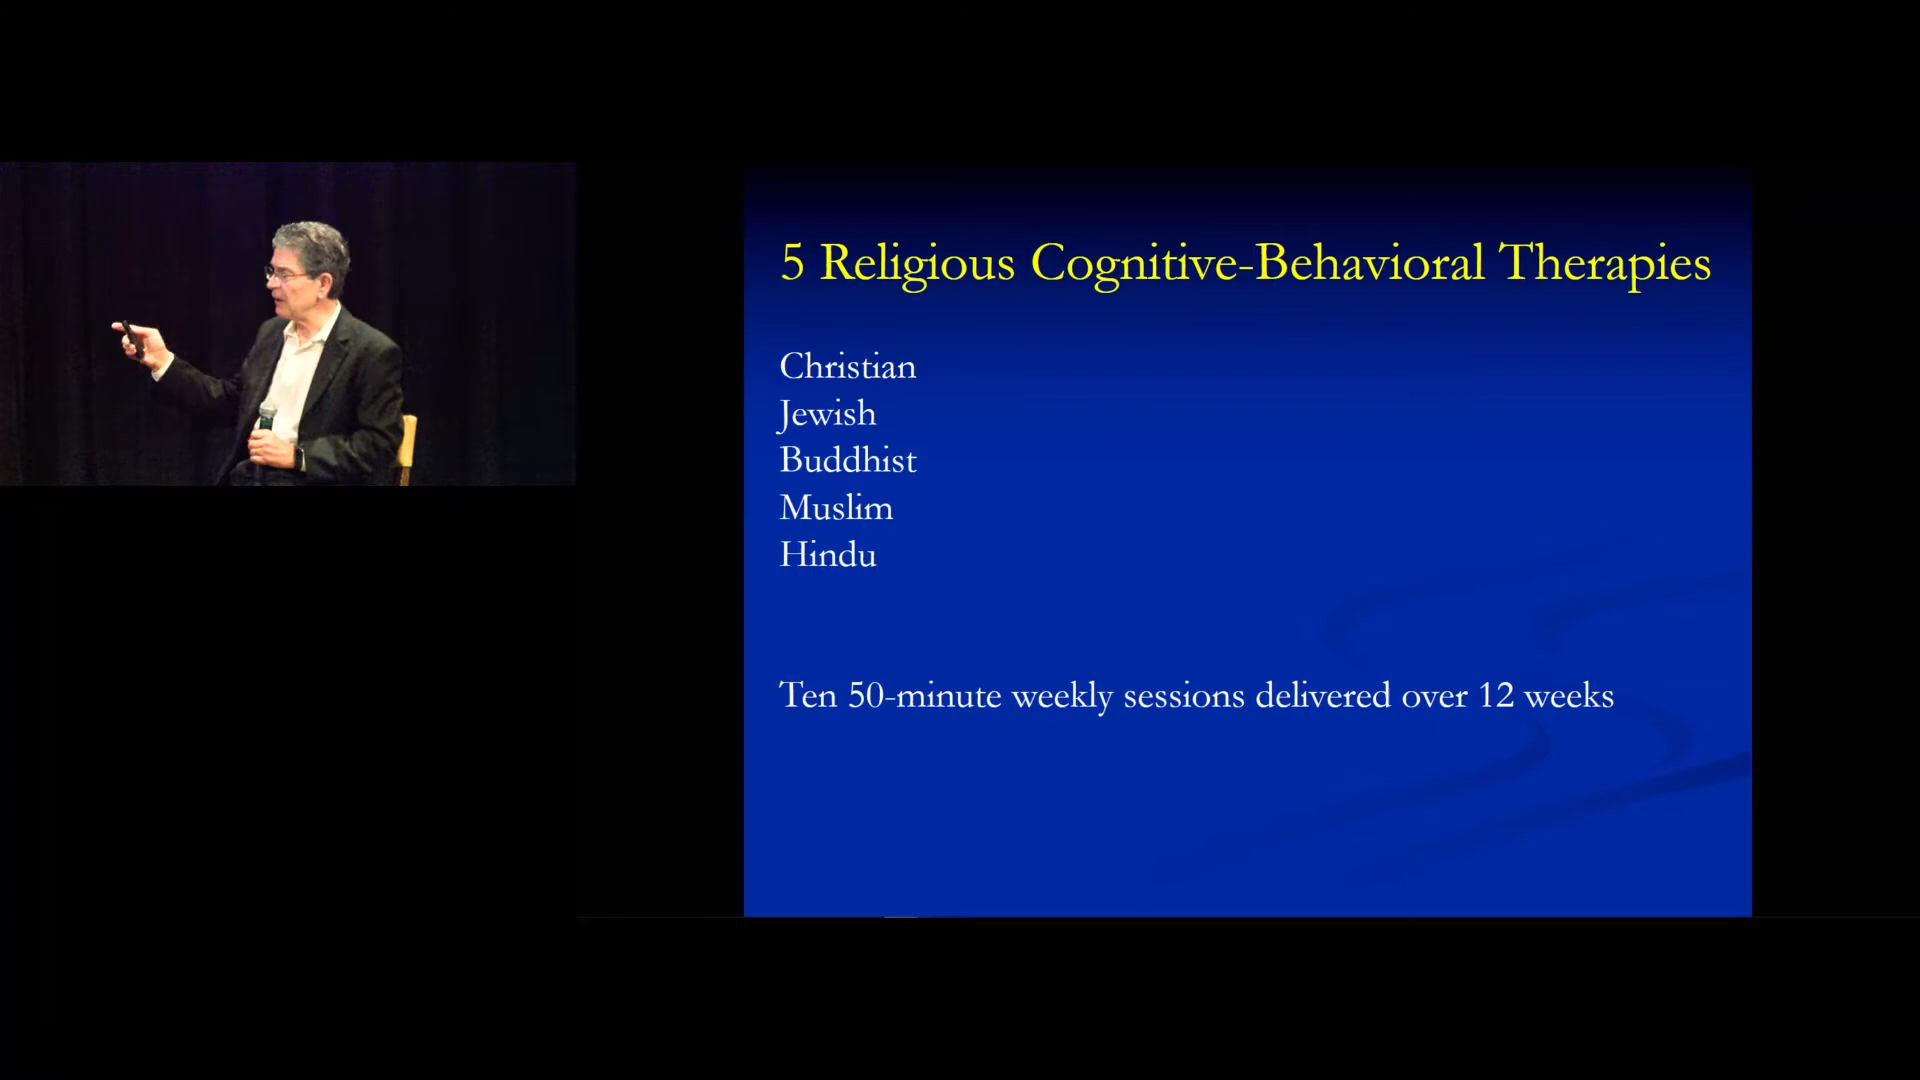 5 Religious Cognitive-Behavioral Therapies
Christian
Jewish
Buddhist
Muslim
Hindu
Ten 50-minute weekly sessions delivered over 12 weeks